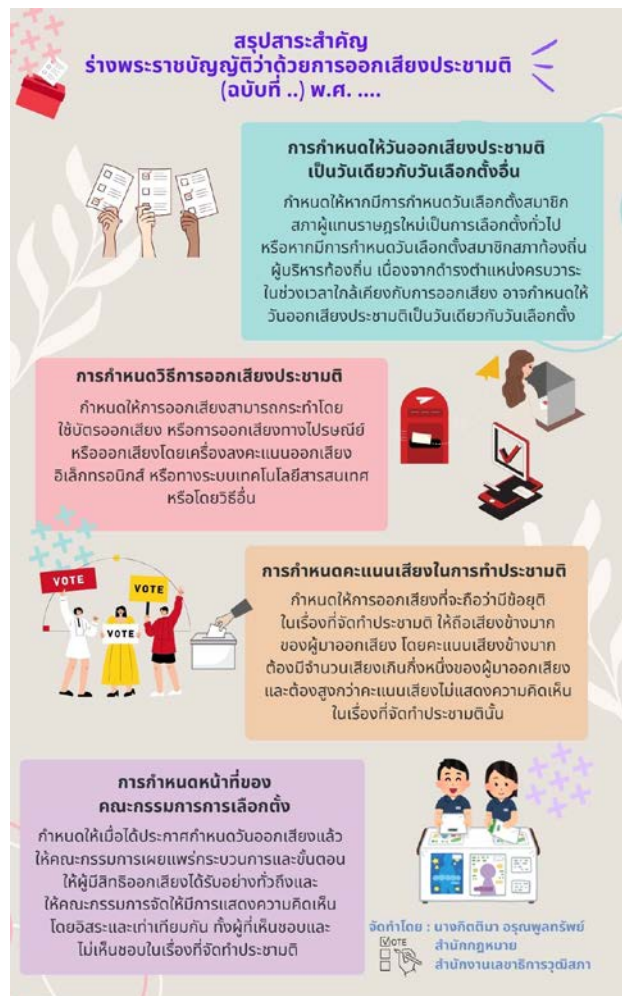 สรุปสาระสำคัญ
ร่างพระราชบัญญัติว่าด้วยการออกเสียงประชามติ
(ฉบับที่ ..) พ.ศ. ....
การกำหนดให้วันออกเสียงประชามติ
เป็นวันเดียวกับวันเลือกตั้งอื่น
กำหนดให้หากมีการกำหนดวันเลือกตั้งสมาชิก
สภาผู้แทนราษฎรใหม่เป็นการเลือกตั้งทั่วไป
หรือหากมีการกำหนดวันเลือกตั้งสมาชิกสภาท้องถิ่น
ผู้บริหารท้องถิ่น เนื่องจากดำรงตำแหน่งครบวาระ
ในช่วงเวลาใกล้เคียงกับการออกเสียง อาจกำหนดให้
วันออกเสียงประชามติเป็นวันเดียวกับวันเลือกตั้ง
การกำหนดวิธีการออกเสียงประชามติ
กำหนดให้การออกเสียงสามารถกระทำโดย
ใช้บัตรออกเสียง หรือการออกเสียงทางไปรษณีย์
หรือออกเสียงโดยเครื่องลงคะแนนออกเสียง
อิเล็กทรอนิกส์ หรือทางระบบเทคโนโลยีสารสนเทศ
หรือโดยวิธีอื่น
VOTE
VOTE
VOTE
การกำหนดคะแนนเสียงในการทำประชามติ
กำหนดให้การออกเสียงที่จะถือว่ามีข้อยุติ
ในเรื่องที่จัดทำประชามติ ให้ถือเสียงข้างมาก
ของผู้มาออกเสียง โดยคะแนนเสียงข้างมาก
ต้องมีจำนวนเสียงเกินกึ่งหนึ่งของผู้มาออกเสียง
และต้องสูงกว่าคะแนนเสียงไม่แสดงความคิดเห็น
ในเรื่องที่จัดทำประชามตินั้น
การกำหนดหน้าที่ของ
คณะกรรมการการเลือกตั้ง
กำหนดให้เมื่อได้ประกาศกำหนดวันออกเสียงแล้ว
ให้คณะกรรมการเผยแพร่กระบวนการและขั้นตอน
ให้ผู้มีสิทธิออกเสียงได้รับอย่างทั่วถึงและ
ให้คณะกรรมการจัดให้มีการแสดงความคิดเห็น
โดยอิสระและเท่าเทียมกัน ทั้งผู้ที่เห็นชอบและ
ไม่เห็นชอบในเรื่องที่จัดทำประชามติ
จัดทำโดย : นางกิตติมา อรุณพูลทรัพย์
VOTE
สำนักกฎหมาย
สำนักงานเลขาธิการวุฒิสภา